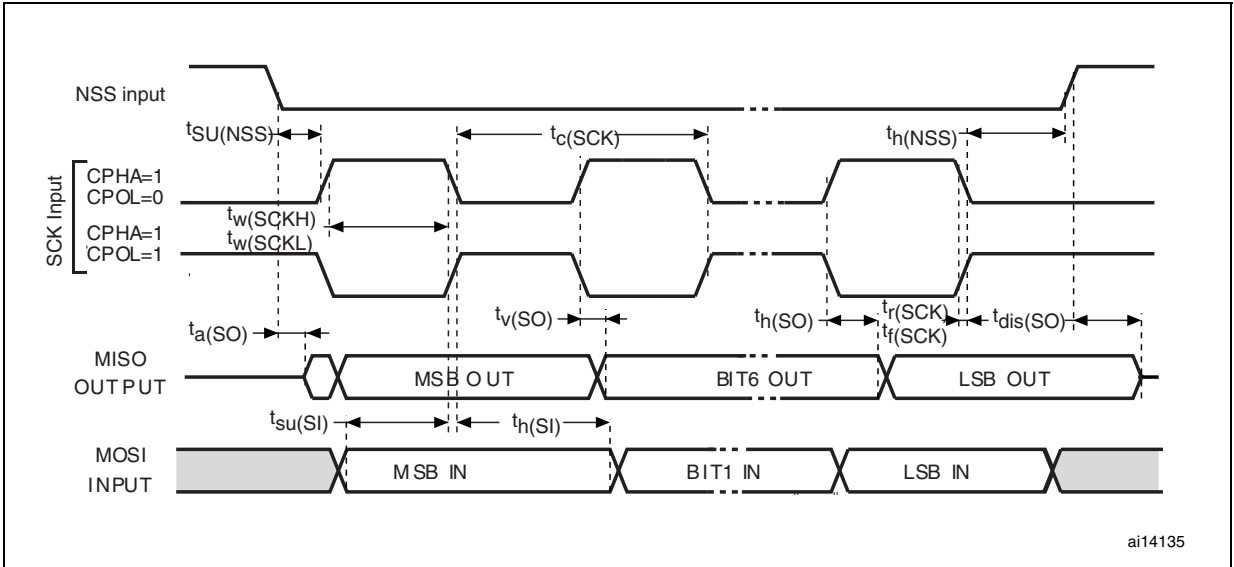 NSS input
tSU(NSS)
tc(SCK)
th(NSS)
SCK Input
CPHA=1
CPOL=0
tw(SCKH)
tw(SCKL)
CPHA=1
CPOL=1
ta(SO)
tv(SO)
th(SO)
tr(SCK)
tf(SCK)
tdis(SO)
MISO
OUTPUT
MSB OUT
BIT6 OUT
LSB OUT
tsu(SI)
th(SI)
MOSI
INPUT
MSB IN
BIT1 IN
LSB IN
ai14135